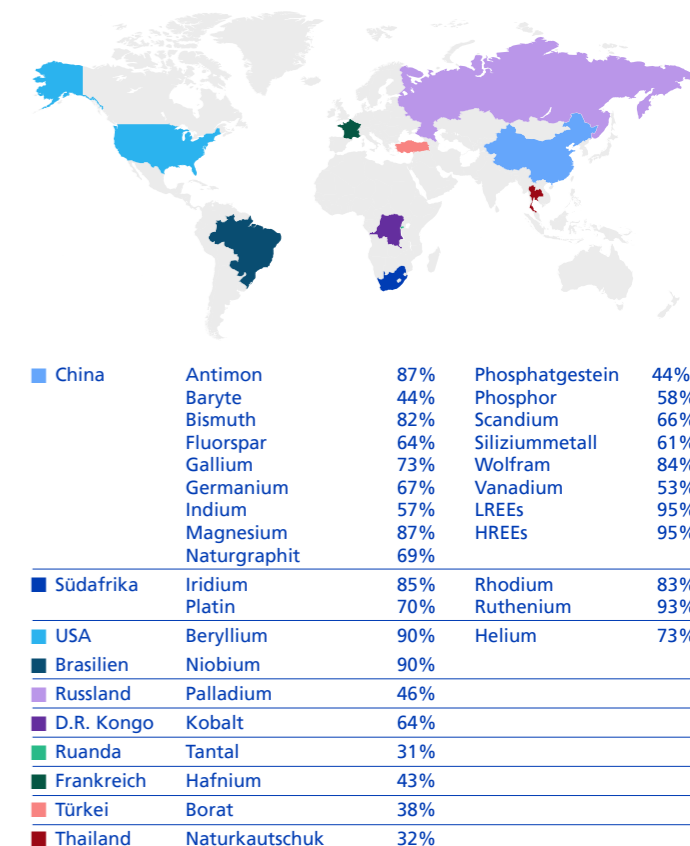 China Antimon 87% Phosphatgestein 44%
Baryte 44% Phosphor 58%
Bismuth 82% Scandium 66%
Fluorspar 64% Siliziummetall 61%
Gallium 73% Wolfram 84%
Germanium 67% Vanadium 53%
Indium 57% LREEs 95%
Magnesium 87% HREEs 95%
Naturgraphit 69%
Südafrika Iridium 85% Rhodium 83%
Platin 70% Ruthenium 93%
USA Beryllium 90% Helium 73%
Brasilien Niobium 90%
Russland Palladium 46%
D.R. Kongo Kobalt 64%
Ruanda Tantal 31%
Frankreich Hafnium 43%
Türkei Borat 38%
Thailand Naturkautschuk 32%